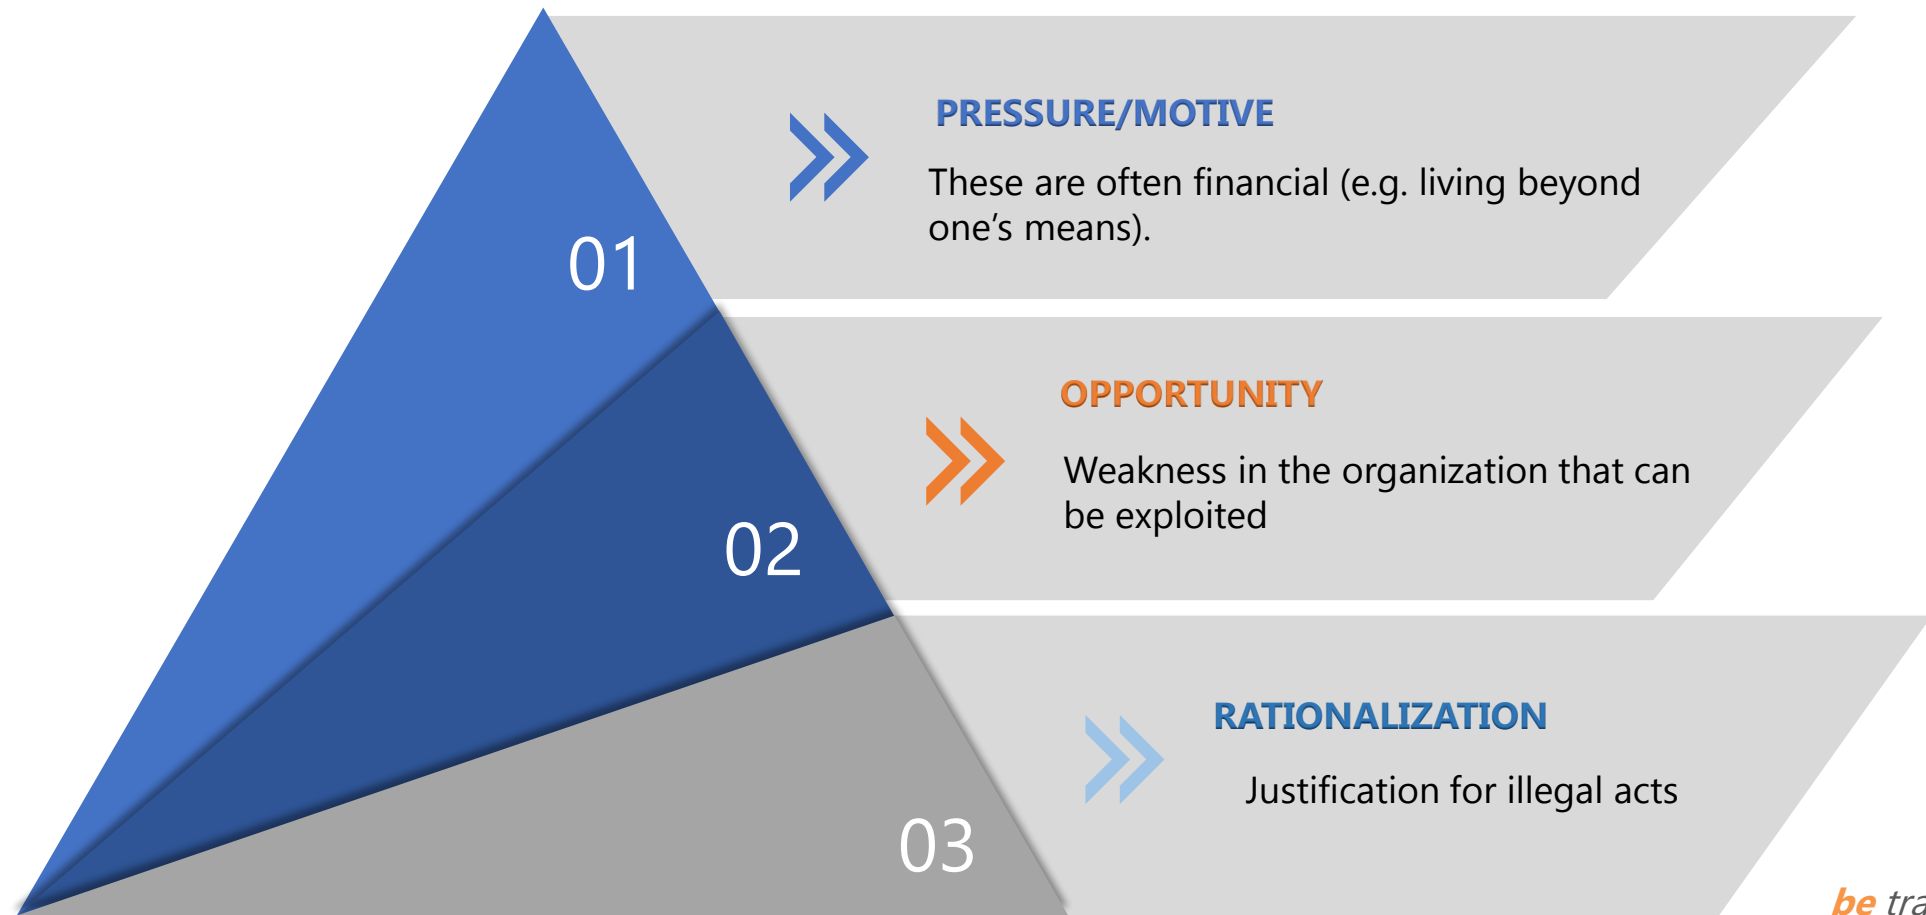 01
PRESSURE/MOTIVE
These are often financial (e.g. living beyond
one's means).
02
OPPORTUNITY
Weakness in the organization that can
be exploited
03
RATIONALIZATION
Justification for illegal acts
be